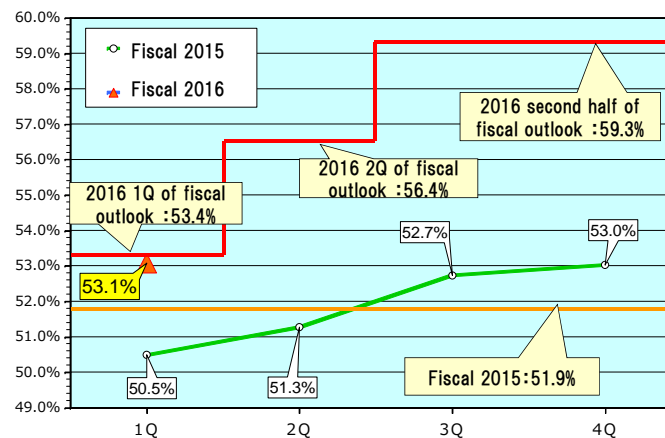 60.0%
59.0%
58.0%
57.0%
56.0%
55.0%
54.0%
53.0%
52.0%
51.0%
50.0%
49.0%
Fiscal 2015
Fiscal 2016
2016 second half of
fiscal outlook :59.3%
2016 2Q of fiscal
outlook :56.4%
2016 1Q of fiscal
outlook :53.4%
53.1%
50.5%
51.3%
52.7%
53.0%
Fiscal 2015:51.9%
1Q
2Q
3Q
4Q